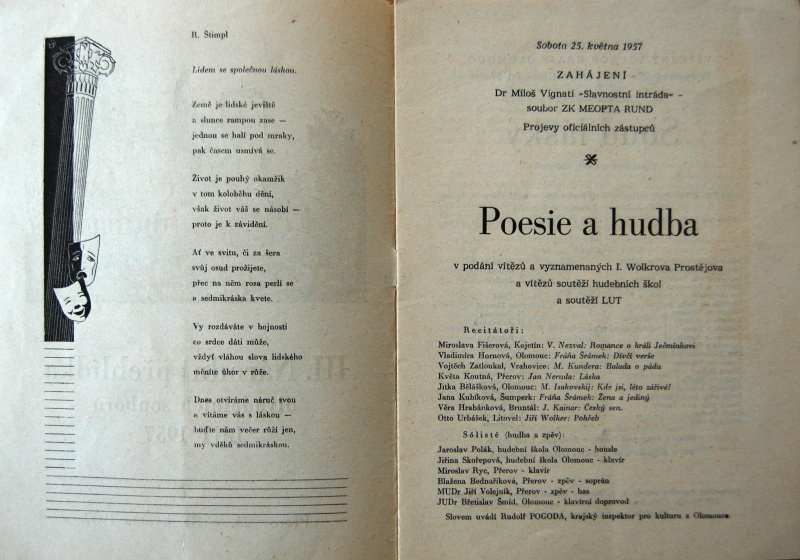 R. Štimpl
Lidem se společnou láskou.
Země je lidské jeviště
a slunce rampou zase —
jednou se halí pod mraky,
pak časem usmívá se.
Život je pouhý okamžik
v tom koloběhu dění,
však život váš se násobí —
proto je k závidění.
Ať ve svitu, či za šera
svůj osud prožijete,
přec na něm rosa perlí se
a sedmikráska kvete.
Vy rozdáváte v hojnosti
co srdce dáti může,
vždyť vláhou slova lidského
měníte úhor v růže.
Dnes otvíráme náruč svou
a vítáme vás s láskou —
buďte nám večer růží jen,
my vděků sedmikráskou.
Sobota 25. května 1957
ZAHÁJENÍ
Dr Miloš Vignati »Slavnostní intráda« -
soubor ZK MEOPTA RUND
Projevy oficiálních zástupců
Poesie a hudba
v podání vítězů a vyznamenaných I. Wolkrova Prostějova
a vítězů soutěží hudebních škol
a soutěží LUT
Recitátoři:
Miroslava Fišerová, Kojetín: V. Nezval: Romance o králi Ječmínkovi
Vladimíra Hornová, Olomouc: Fráňa Šrámek: Dívčí verše
Vojtěch Zatloukal, Vrahovice: M. Kundera: Balada o pádu
Květa Koutná, Přerov: Jan Neruda: Láska
Jitka Bělášková, Olomouc: M. Isakovskij: Kde jsi, léto zářivé!
Jana Kubíková, Šumperk: Fráňa Šrámek: Žena a jediný
Věra Hrabánková, Bruntál: J. Kainar: Český sen.
Otto Urbášek, Litovel: Jiří Wolker: Pohřeb
Sólisté (hudba a zpěv):
Jaroslav Polák, hudební škola Olomouc - housle
Jiřina Skořepová, hudební škola Olomouc - klavír
Miroslav Ryc, Přerov - klavír
Blažena Bednaříková, Přerov - zpěv - soprán
MUDr Jiří Volejník, Přerov - zpěv - bas
JUDr Břetislav Šmíd, Olomouc - klavírní doprovod
Slovem uvádí Rudolf POGODA, krajský inspektor pro kulturu z Olomouce